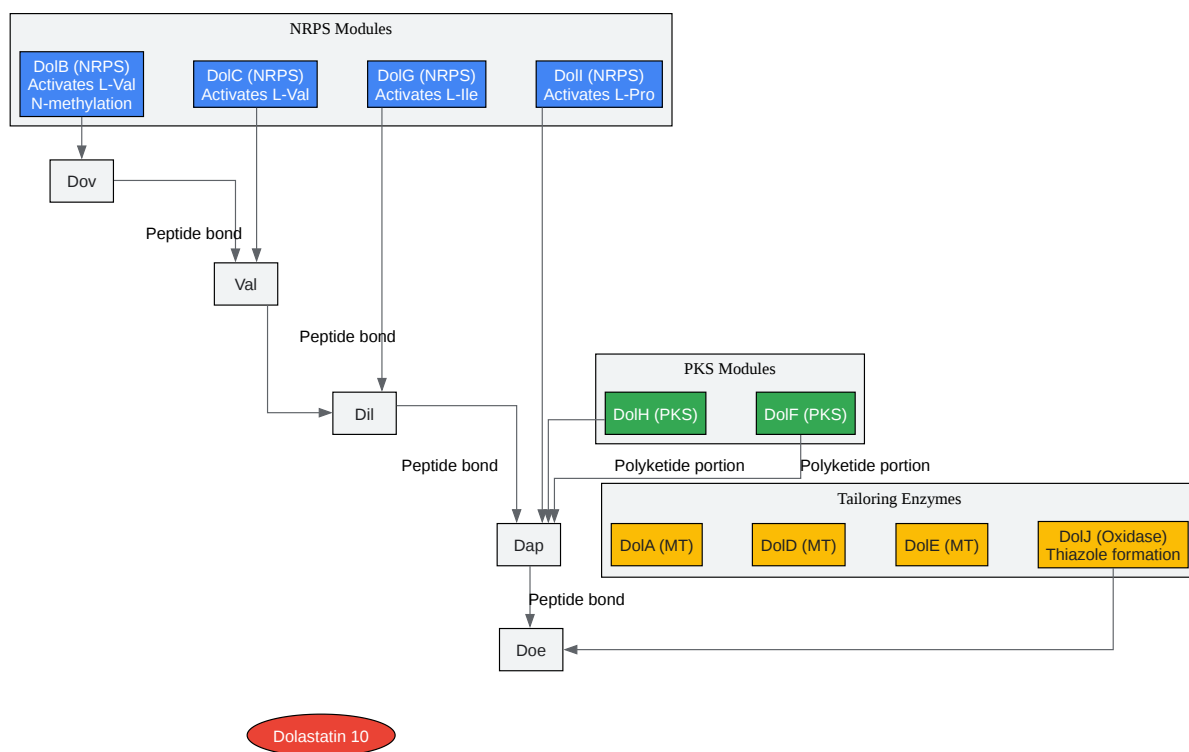 NRPS Modules
DolB (NRPS)
Activates L-Val
N-methylation
DolC (NRPS)
Activates L-Val
DolG (NRPS)
Activates L-Ile
DolI (NRPS)
Activates L-Pro
Dov
Peptide bond
Val
Peptide bond
PKS Modules
DolH (PKS)
DolF (PKS)
Dil
Peptide bond
Polyketide portion
Polyketide portion
Tailoring Enzymes
DolA (MT)
DolD (MT)
DolE (MT)
DolJ (Oxidase)
Thiazole formation
Dap
Peptide bond
Doe
Dolastatin 10